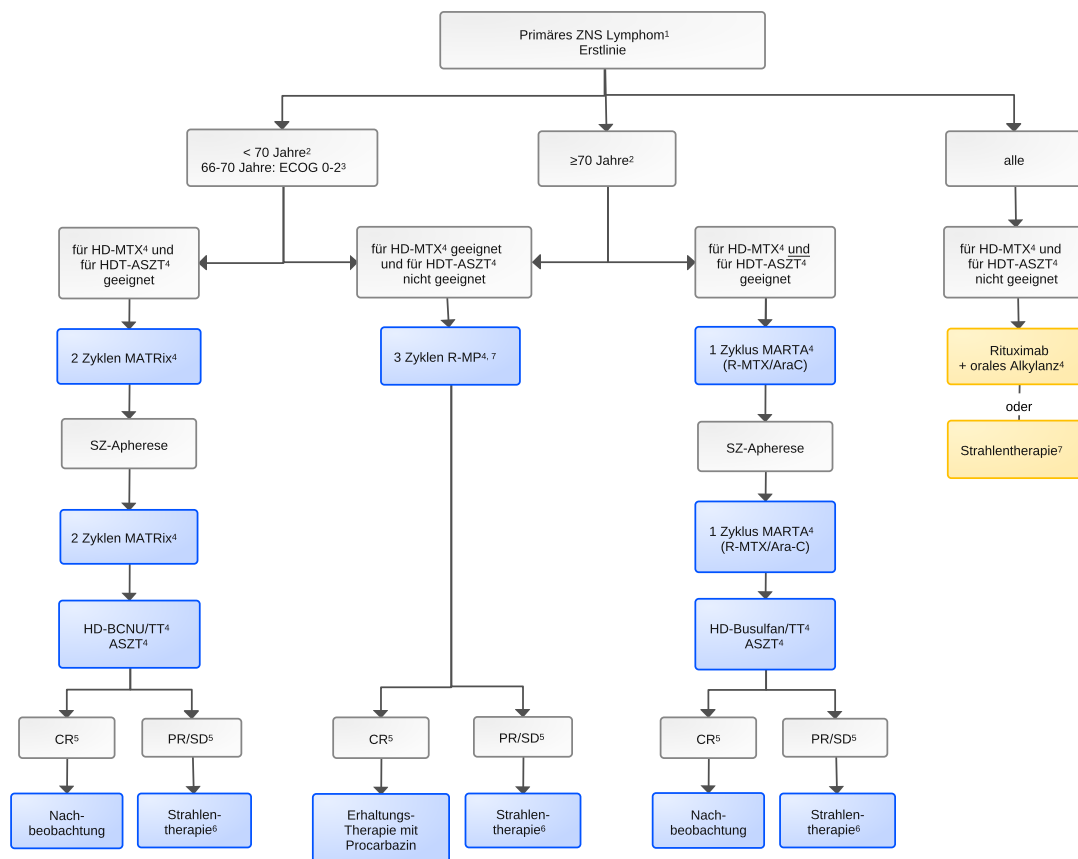 Primäres ZNS Lymphom¹
Erstlinie
< 70 Jahre²
66-70 Jahre: ECOG 0-2³
≥70 Jahre²
alle
für HD-MTX⁴ und
für HDT-ASZT⁴
geeignet
für HD-MTX⁴ geeignet
und für HDT-ASZT⁴
nicht geeignet
für HD-MTX⁴ und
für HDT-ASZT⁴
geeignet
für HD-MTX⁴ und
für HDT-ASZT⁴
nicht geeignet
2 Zyklen MATRix⁴
3 Zyklen R-MP⁴, ⁷
1 Zyklus MARTA⁴
(R-MTX/AraC)
Rituximab
+ orales Alkylanz⁴
oder
Strahlentherapie⁷
SZ-Apherese
SZ-Apherese
2 Zyklen MATRix⁴
1 Zyklus MARTA⁴
(R-MTX/Ara-C)
HD-BCNU/TT⁴
ASZT⁴
HD-Busulfan/TT⁴
ASZT⁴
CR⁵
PR/SD⁵
CR⁵
PR/SD⁵
CR⁵
PR/SD⁵
Nach-
beobachtung
Strahlen-
therapie⁶
Erhaltungs-
Therapie mit
Procarbazin
Strahlen-
therapie⁶
Nach-
beobachtung
Strahlen-
therapie⁶